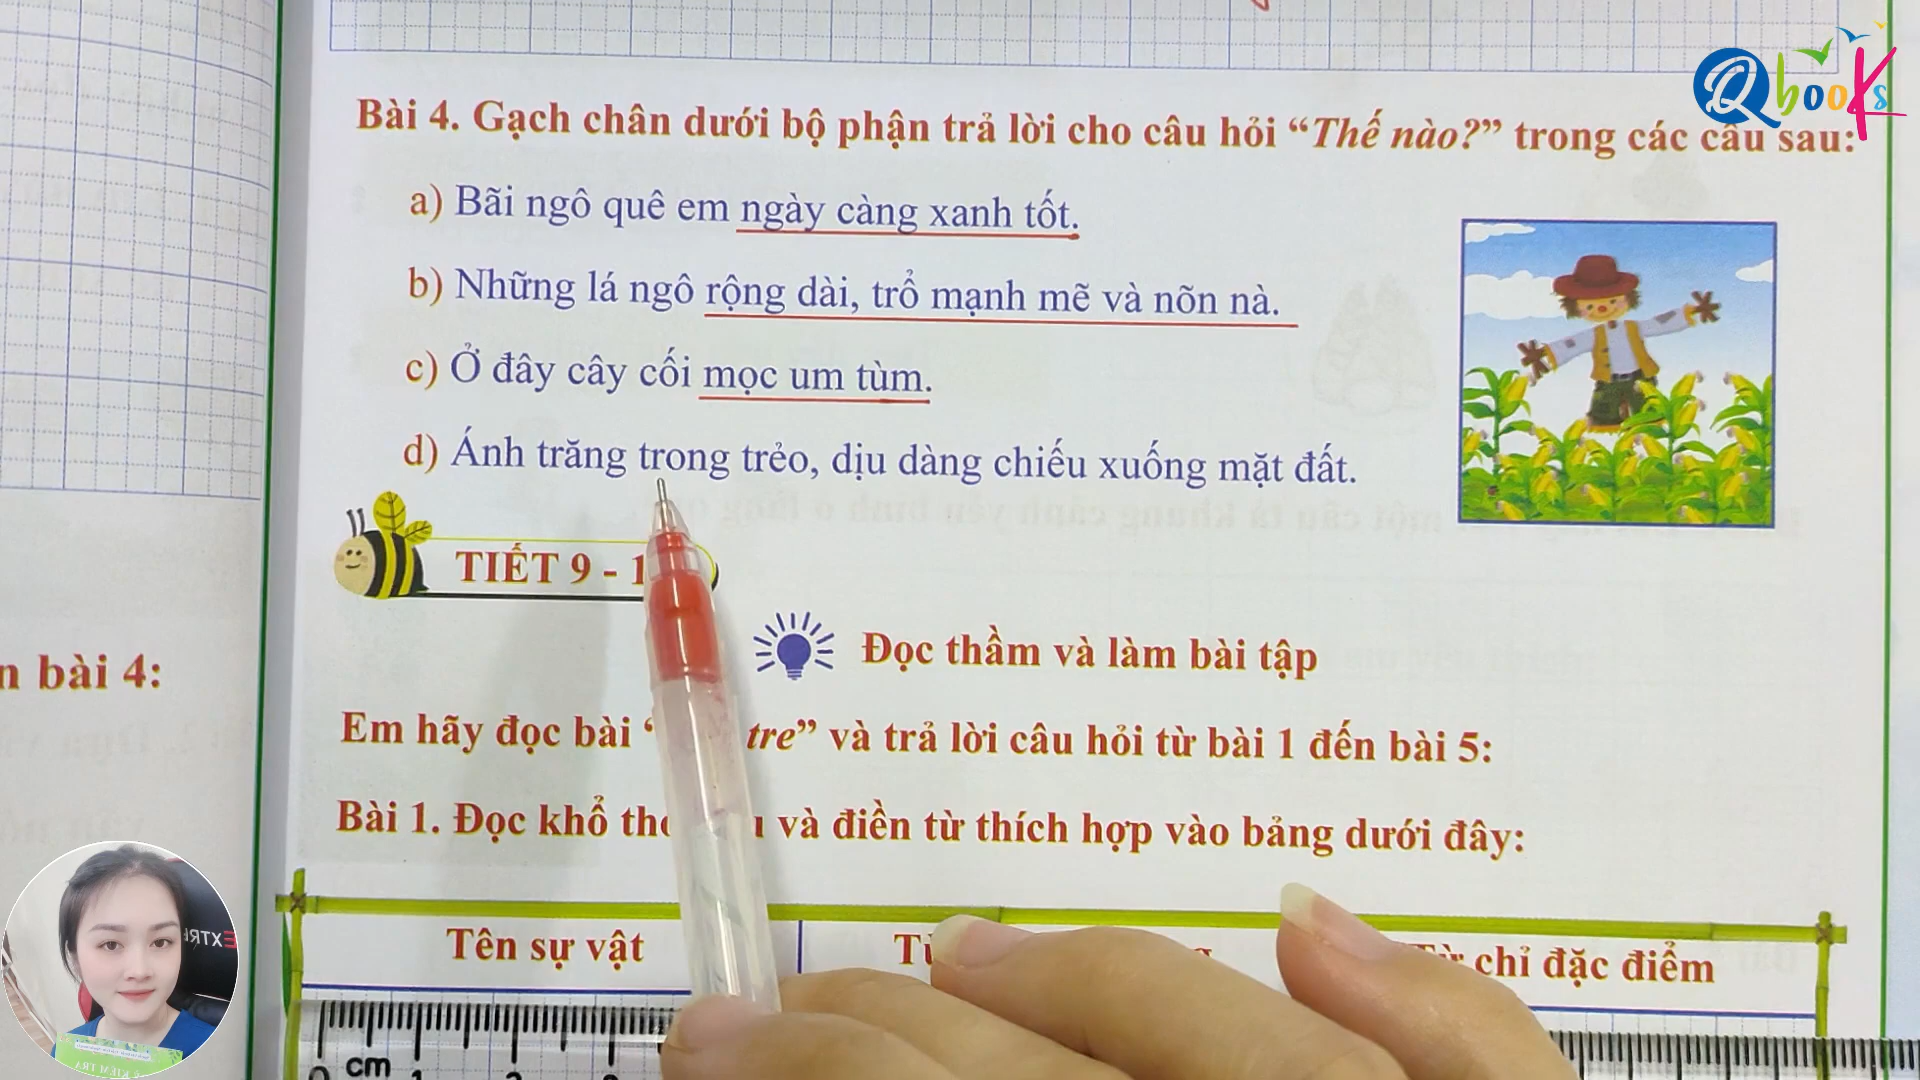 Qbooks
Bài 4. Gạch chân dưới bộ phận trả lời cho câu hỏi “Thế nào?” trong các câu sau:
a) Bãi ngô quê em ngày càng xanh tốt.
b) Những lá ngô rộng dài, trổ mạnh mẽ và nõn nà.
c) Ở đây cây cối mọc um tùm.
d) Ánh trăng trong trẻo, dịu dàng chiếu xuống mặt đất.
TIẾT 9 - 1
Đọc thầm và làm bài tập
n bài 4:
Em hãy đọc bài “ tre” và trả lời câu hỏi từ bài 1 đến bài 5:
Bài 1. Đọc khổ và điền từ thích hợp vào bảng dưới đây:
Tên sự vật chỉ đặc điểm
cm
0 1 2